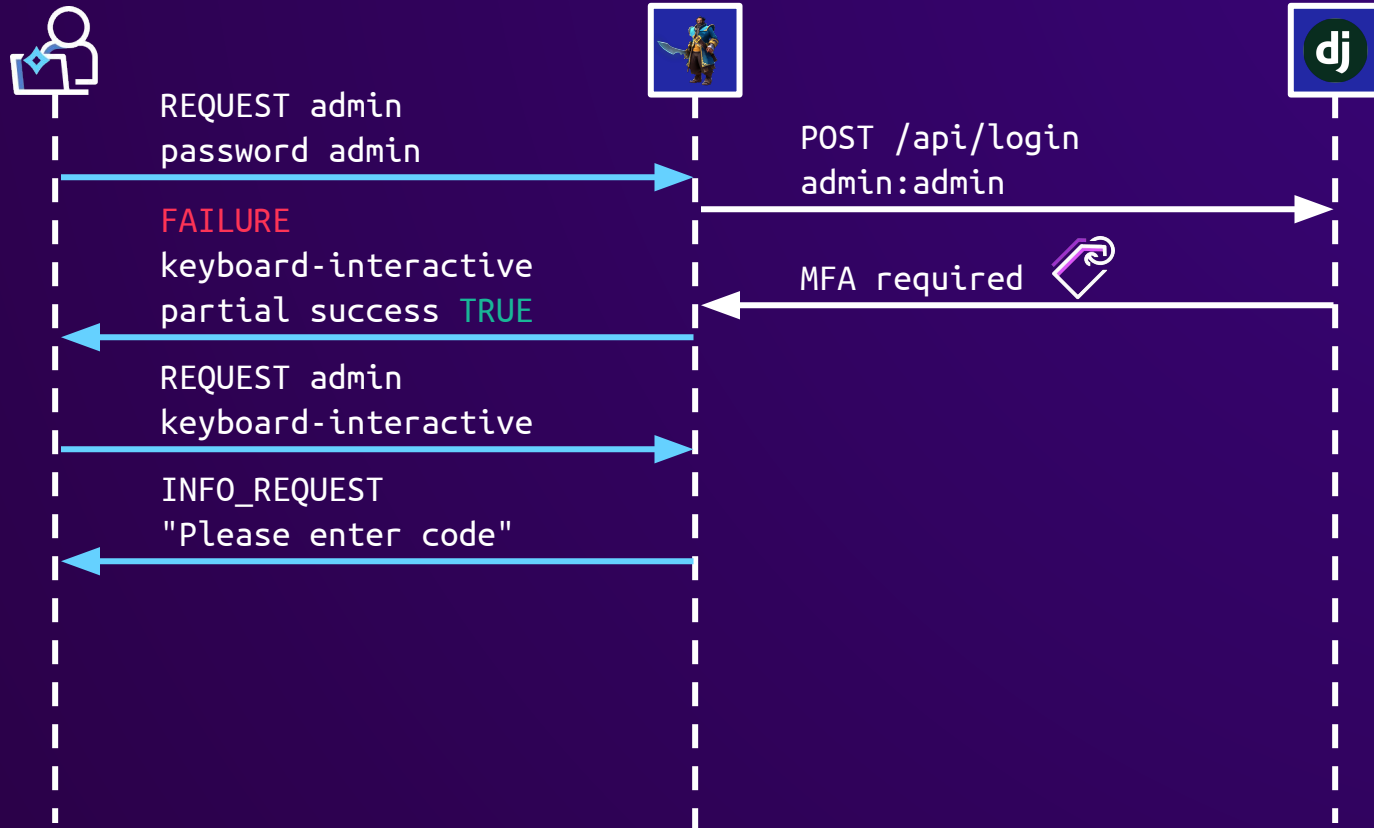 dj
REQUEST admin
password admin
POST /api/login
admin:admin
FAILURE
keyboard-interactive
partial success TRUE
MFA required
REQUEST admin
keyboard-interactive
INFO_REQUEST
"Please enter code"